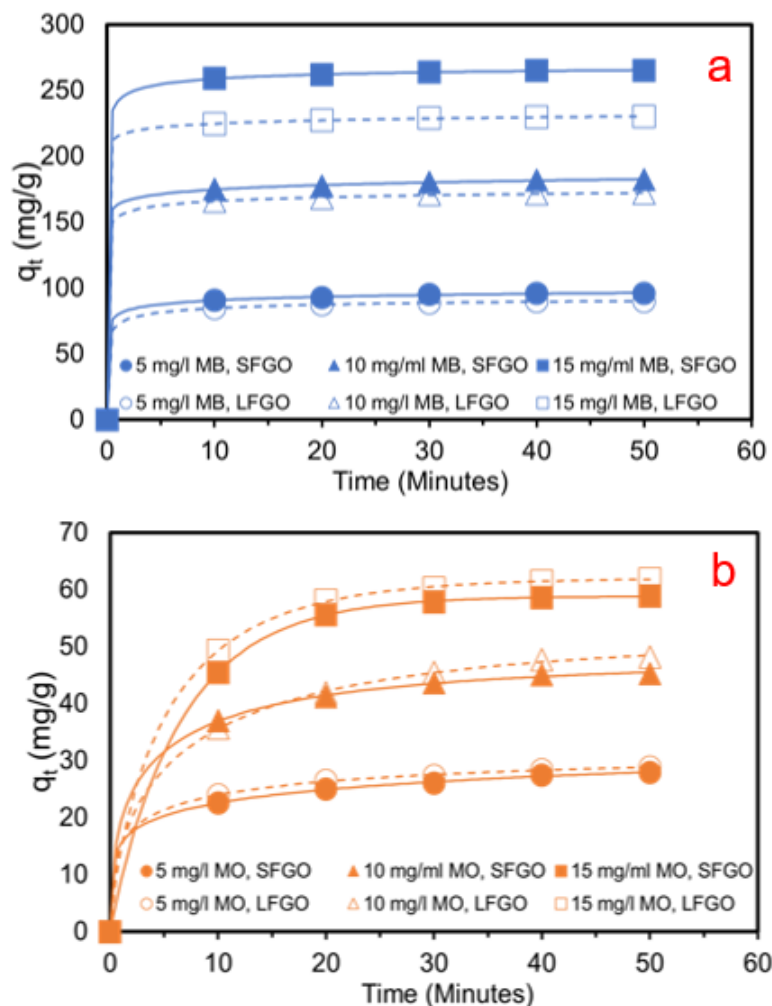 300
a
250
200
150
100
50
0
qt (mg/g)
5 mg/l MB, SFGO 10 mg/ml MB, SFGO 15 mg/ml MB, SFGO
5 mg/l MB, LFGO 10 mg/l MB, LFGO 15 mg/l MB, LFGO
0 10 20 30 40 50 60
Time (Minutes)
70
b
60
50
40
30
20
10
0
qt (mg/g)
5 mg/l MO, SFGO 10 mg/ml MO, SFGO 15 mg/ml MO, SFGO
5 mg/l MO, LFGO 10 mg/l MO, LFGO 15 mg/l MO, LFGO
0 10 20 30 40 50 60
Time (Minutes)